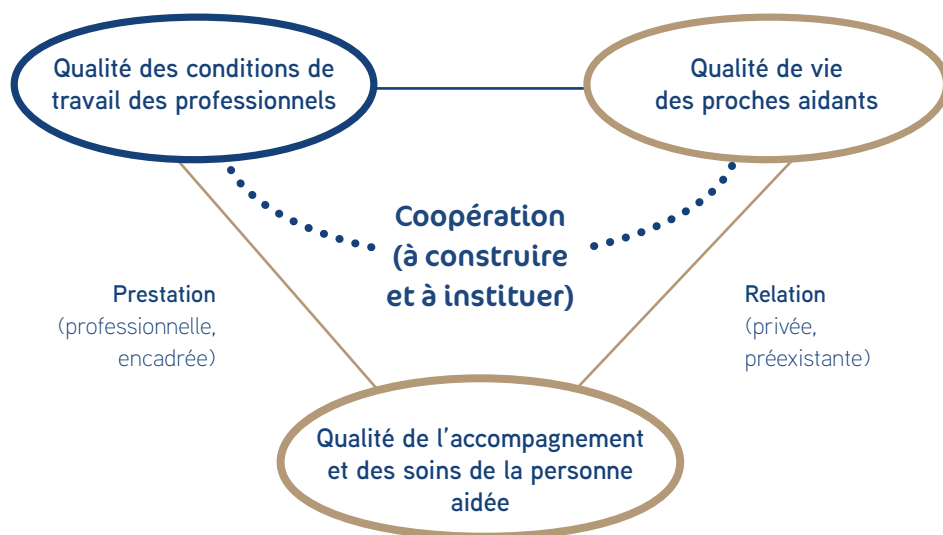 Qualité des conditions de
travail des professionnels
Qualité de vie
des proches aidants
Coopération
(à construire
et à instituer)
Prestation
(professionnelle,
encadrée)
Relation
(privée,
préexistante)
Qualité de l’accompagnement
et des soins de la personne
aidée